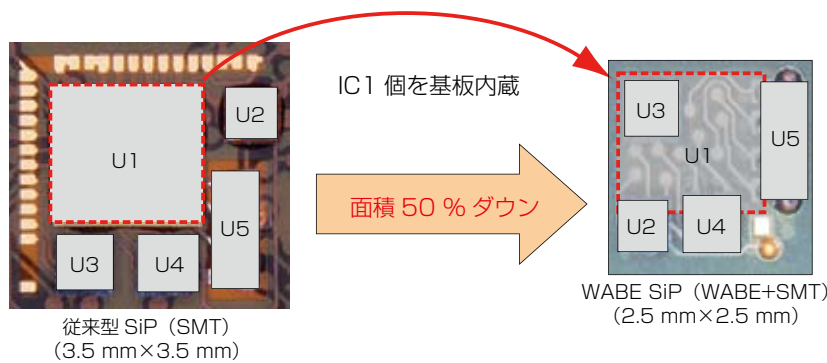 U1
U2
U3
U4
U5
従来型 SiP（SMT）
（3.5 mm×3.5 mm）
IC1 個を基板内蔵
面積 50 % ダウン
U3
U1
U5
U2
U4
WABE SiP（WABE+SMT）
（2.5 mm×2.5 mm）